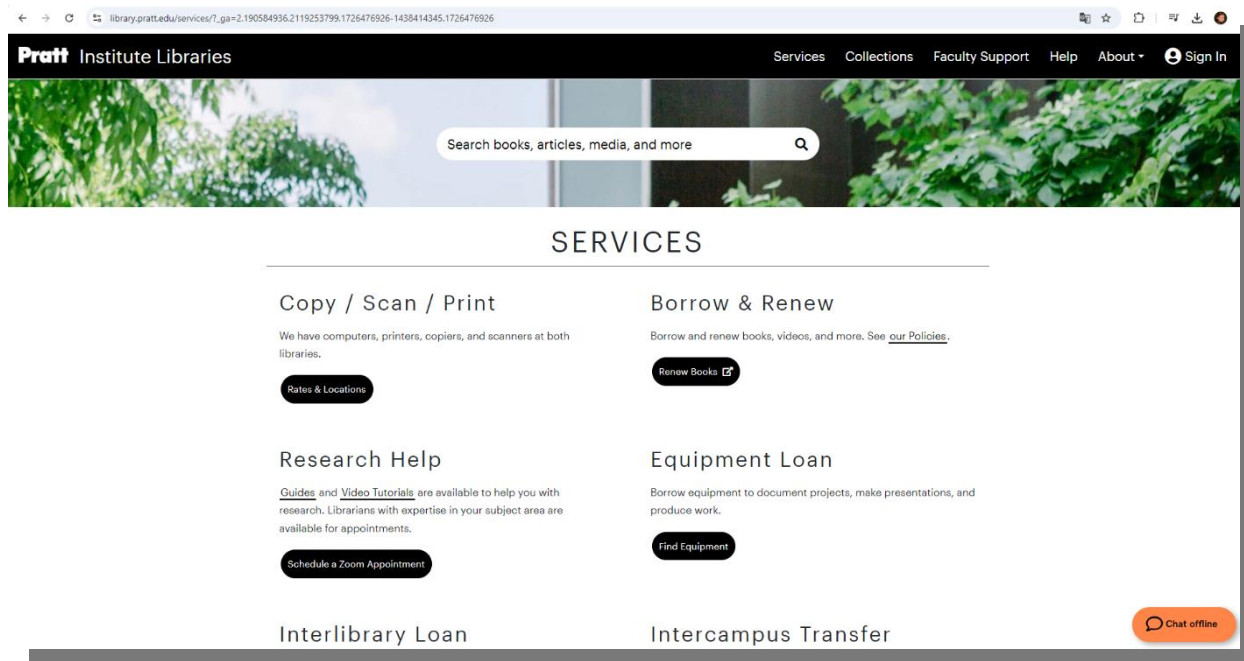 library.pratt.edu/services/?_ga=2.190584936.2119253799.1726476926-1438414345.1726476926
Pratt Institute Libraries
Services Collections Faculty Support Help About Sign In
Search books, articles, media, and more
SERVICES
Copy / Scan / Print
We have computers, printers, copiers, and scanners at both
libraries.
Rates & Locations
Borrow & Renew
Borrow and renew books, videos, and more. See our Policies.
Renew Books
Research Help
Guides and Video Tutorials are available to help you with
research. Librarians with expertise in your subject area are
available for appointments.
Schedule a Zoom Appointment
Equipment Loan
Borrow equipment to document projects, make presentations, and
produce work.
Find Equipment
Interlibrary Loan
Intercampus Transfer
Chat offline